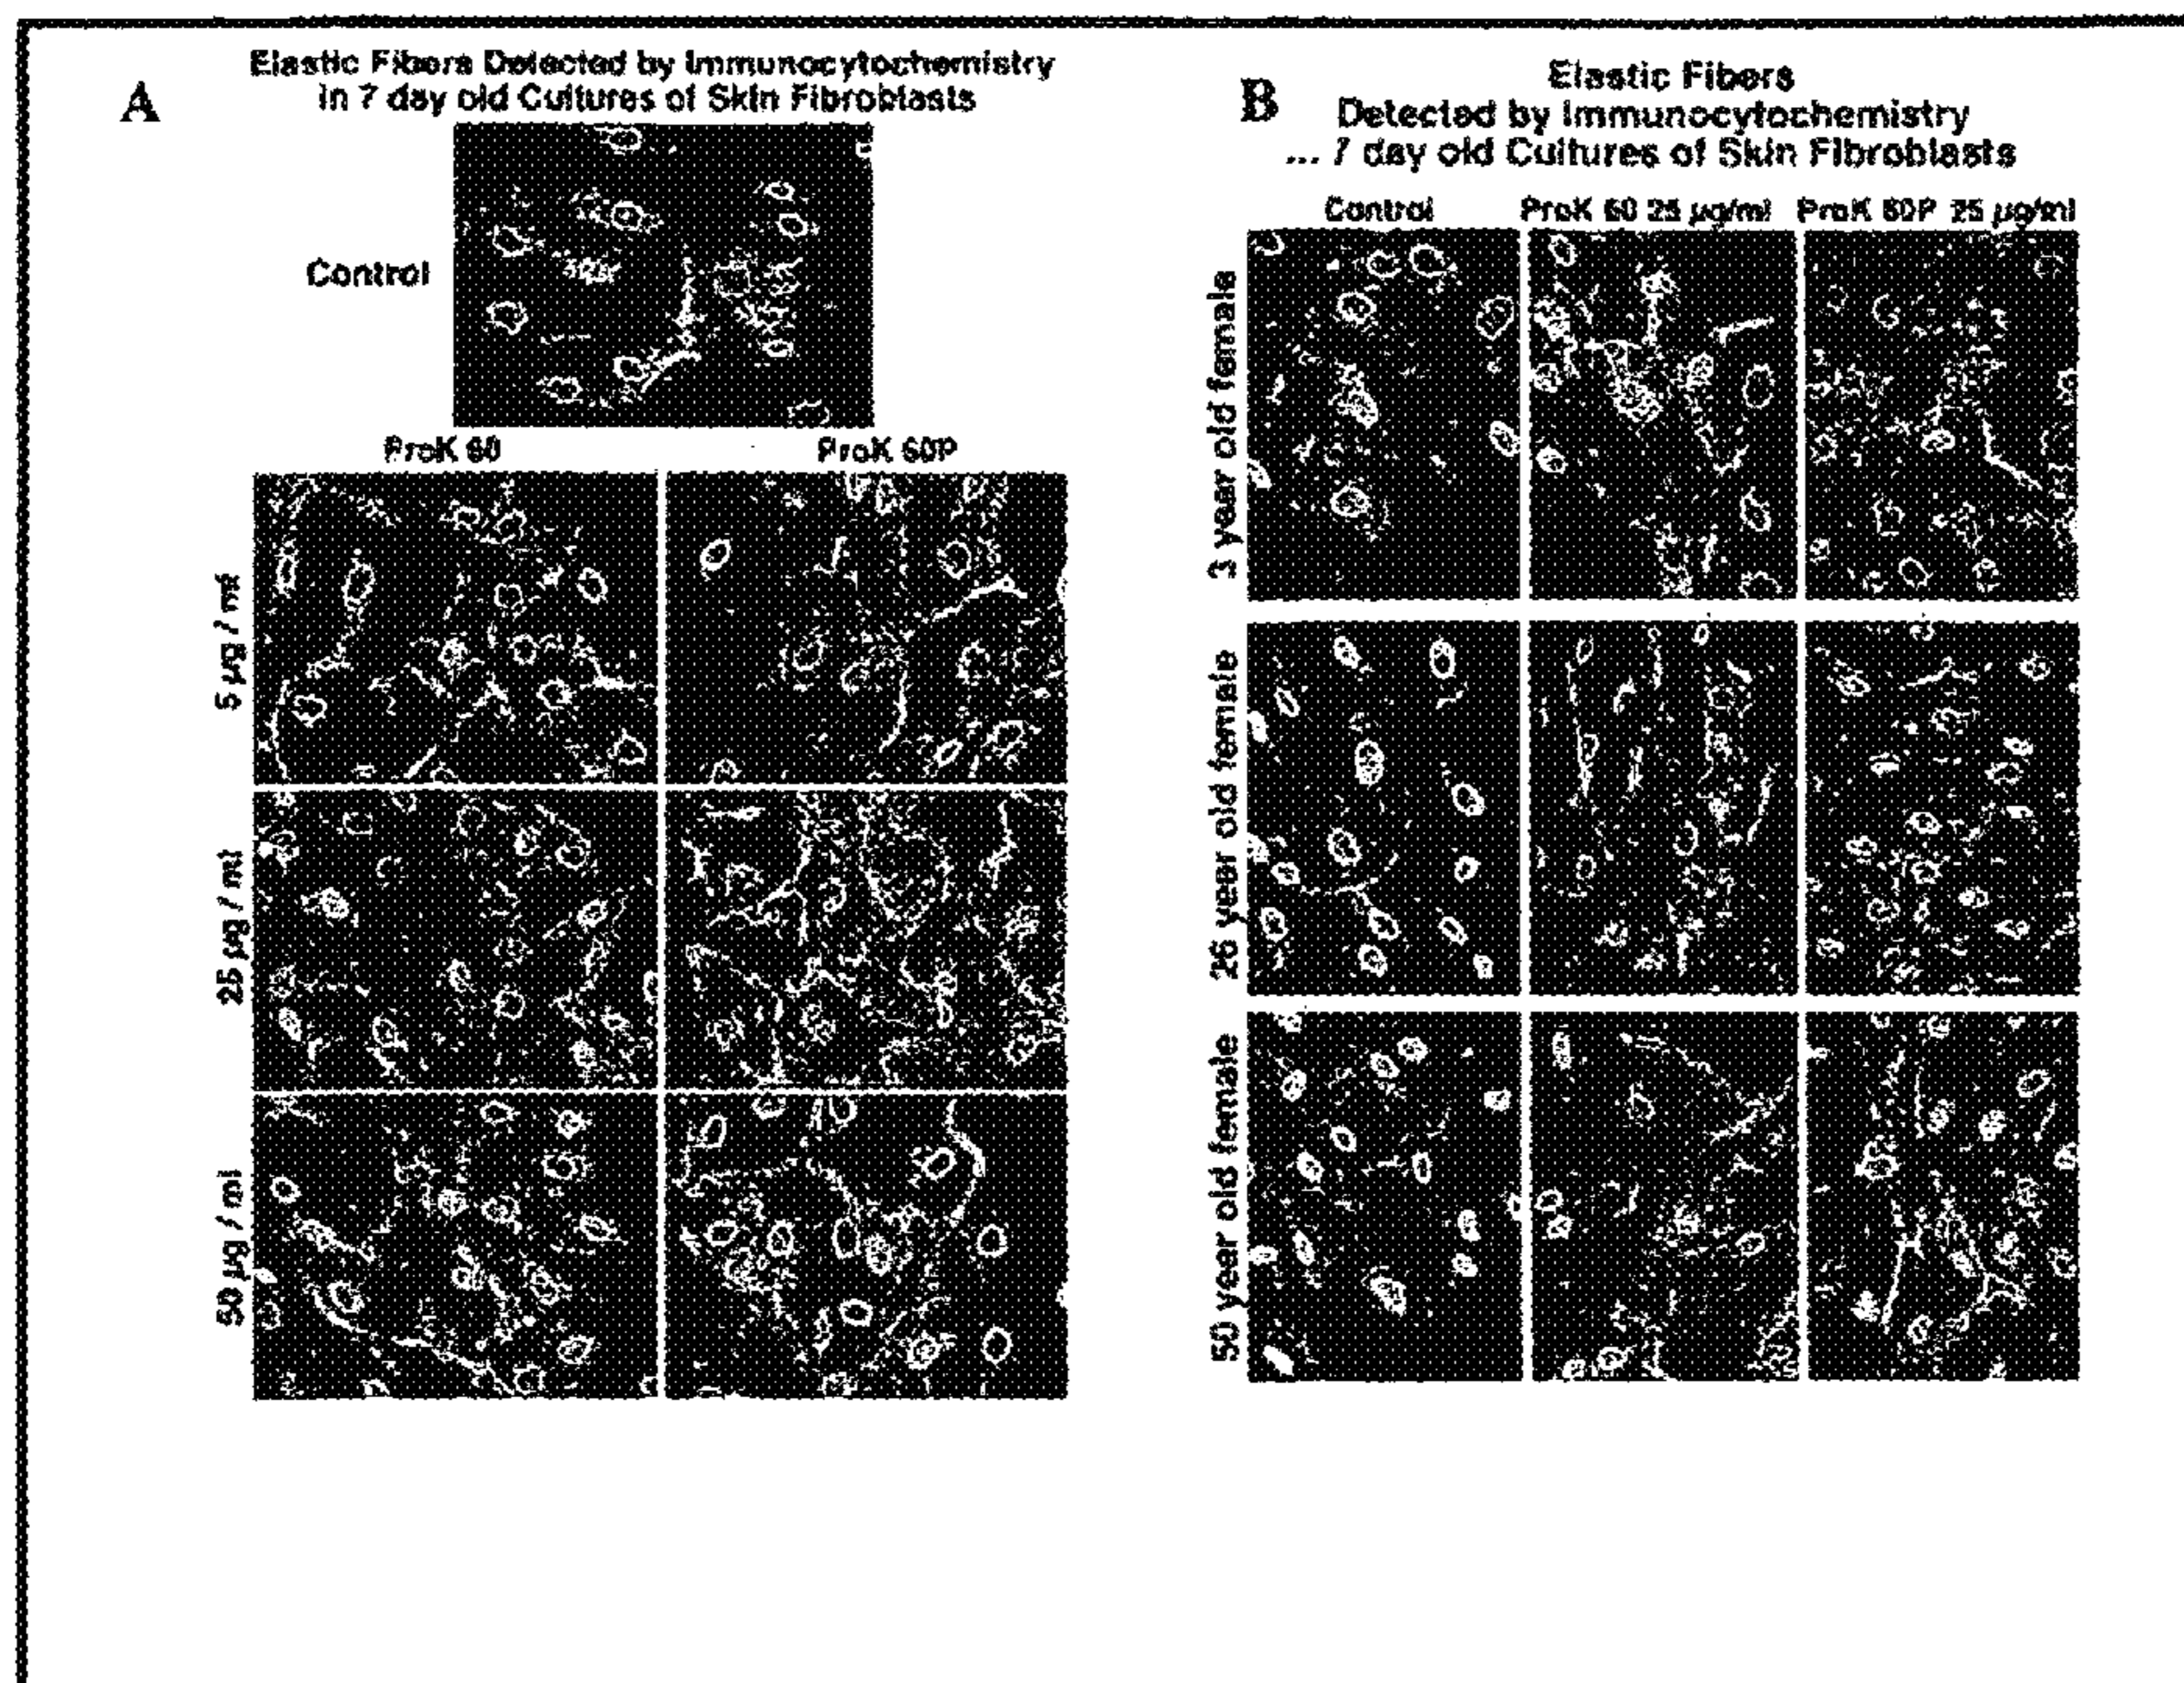 A
Elastic Fibers Detected by Immunocytochemistry
in 7 day old Cultures of Skin Fibroblasts
Control
ProK 60 ProK 60P
5 µg / ml
25 µg / ml
50 µg / ml
B
Elastic Fibers
Detected by Immunocytochemistry
... 7 day old Cultures of Skin Fibroblasts
Control ProK 60 25 µg/ml ProK 60P 25 µg/ml
3 year old female
26 year old female
50 year old female